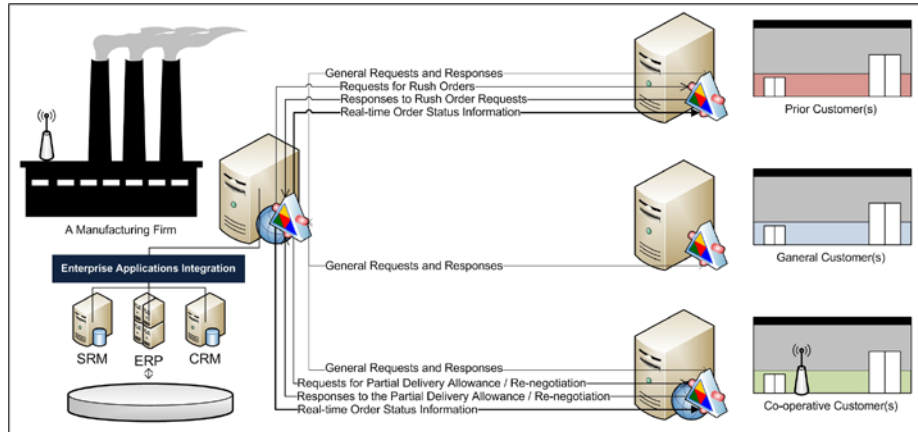 General Requests and Responses
Requests for Rush Orders
Responses to Rush Order Requests
Real-time Order Status Information
Prior Customer(s)
A Manufacturing Firm
Enterprise Applications Integration
General Requests and Responses
Ganeral Customer(s)
SRM
ERP
CRM
General Requests and Responses
Requests for Partial Delivery Allowance / Re-negotiation
Responses to the Partial Delivery Allowance / Re-negotiation
Real-time Order Status Information
Co-operative Customer(s)